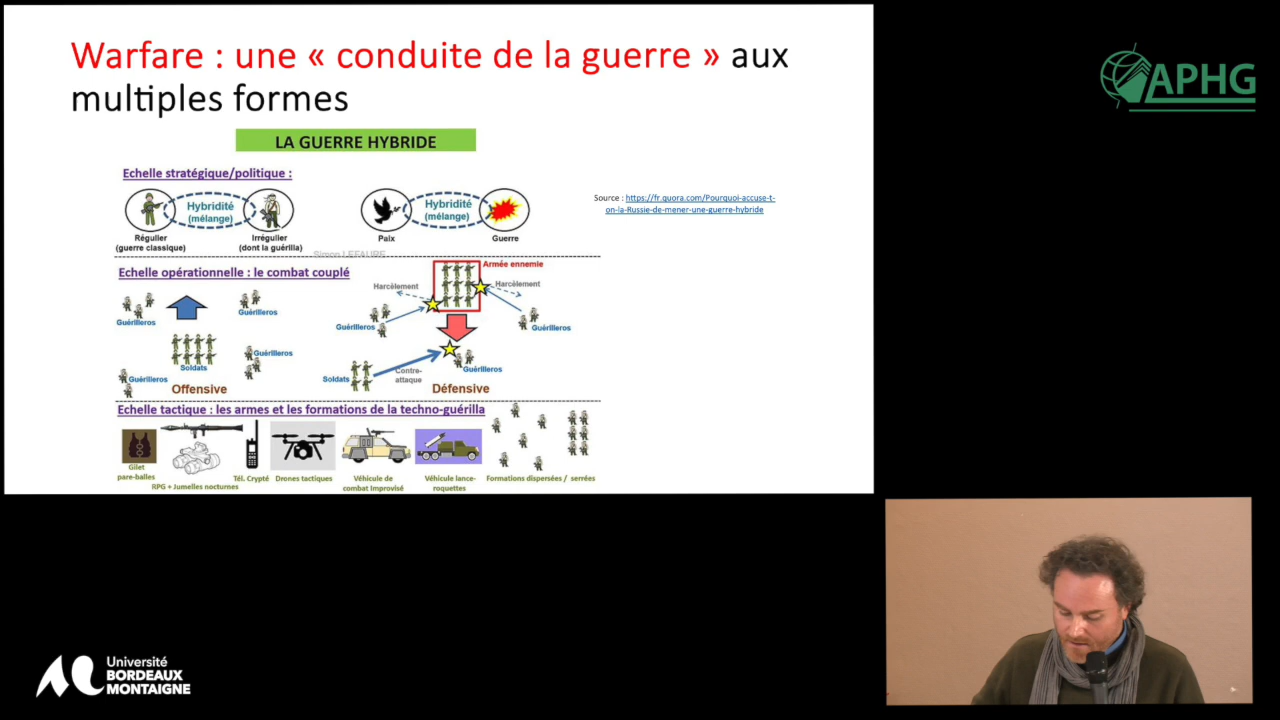 Warfare : une « conduite de la guerre » aux
multiples formes
APHG
LA GUERRE HYBRIDE
Echelle stratégique/politique :
Source : https://fr.quora.com/Pourquoi-accuse-t-
on-la-Russie-de-mener-une-guerre-hybride
Hybridité
(mélange)
Hybridité
(mélange)
Régulier
(guerre classique)
Irrégulier
(dont la guérilla)
Paix
Guerre
Simon LEFAURE
Echelle opérationnelle : le combat couplé
Armée ennemie
Harcèlement
Harcèlement
Guérilleros
Guérilleros
Guérilleros
Guérilleros
Soldats
Guérilleros
Guérilleros
Offensive
Soldats
Contre-
attaque
Guérilleros
Défensive
Echelle tactique : les armes et les formations de la techno-guérilla
Gilet
pare-balles
RPG + Jumelles nocturnes
Tél. Crypté
Drones tactiques
Véhicule de
combat Improvisé
Véhicule lance-
roquettes
Formations dispersées / serrées
Université
BORDEAUX
MONTAIGNE